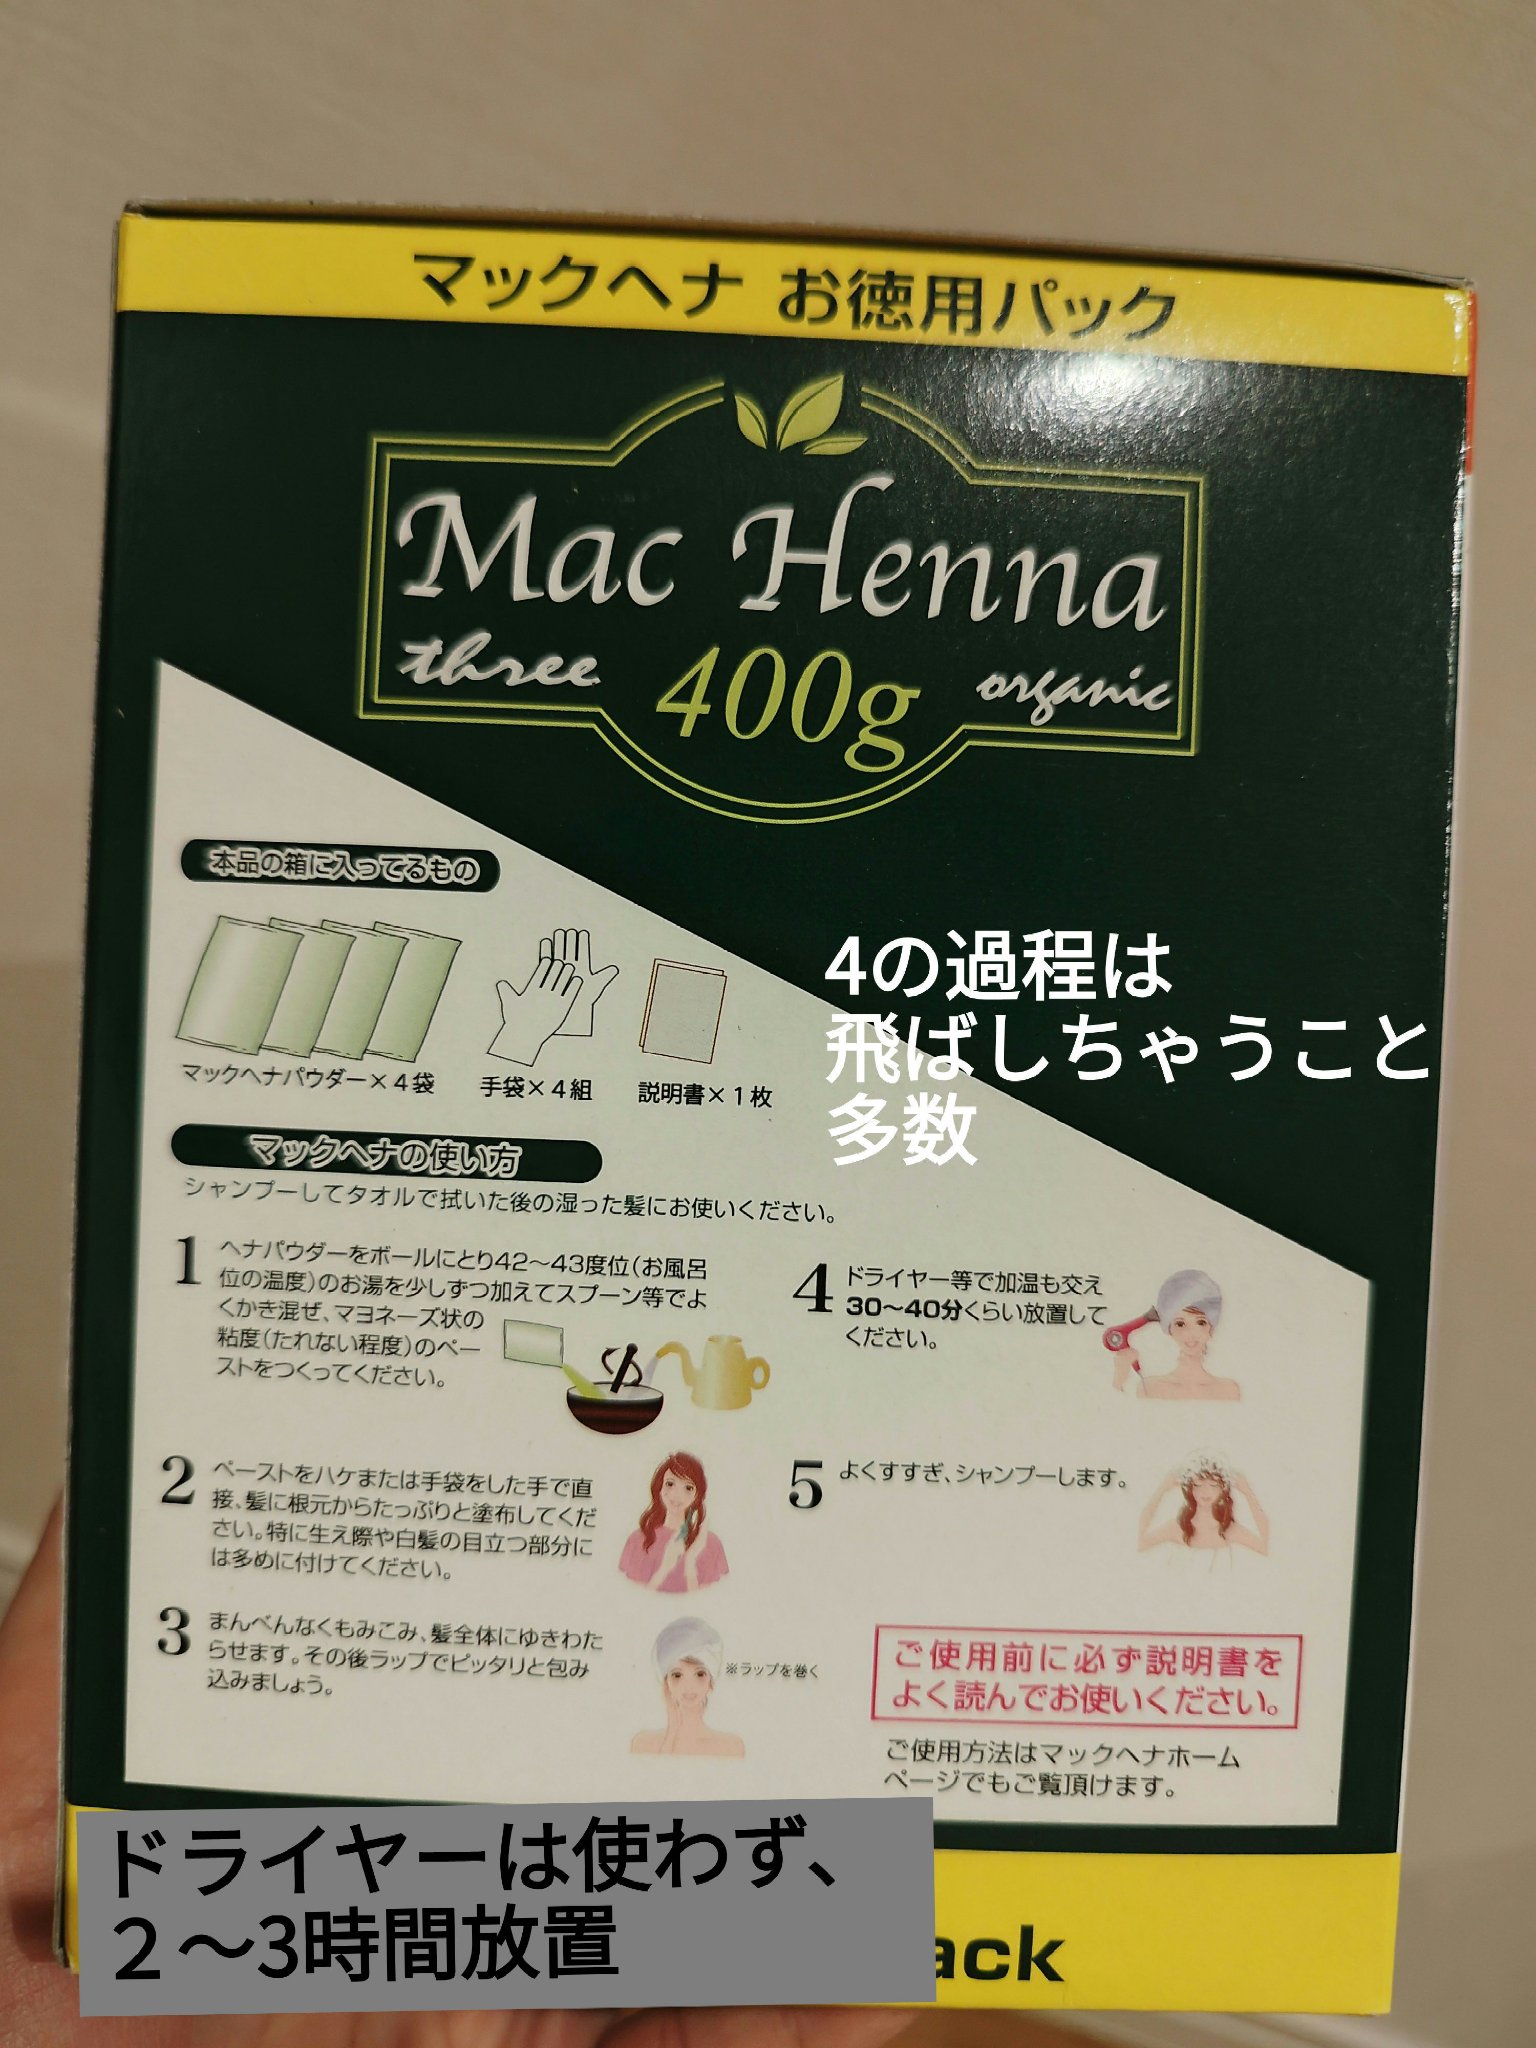 マックヘナ お徳用パック
Mac Henna
three 400g organic
本品の箱に入ってるもの
マックヘナパウダー×4袋
手袋×4組
説明書×1枚
4の過程は
飛ばしちゃうこと
多数
マックヘナの使い方
シャンプーしてタオルで拭いた後の湿った髪にお使いください。
1
ヘナパウダーをボールにとり42〜43度位(お風呂
位の温度)のお湯を少しずつ加えてスプーン等でよ
くかき混ぜ、マヨネーズ状の
粘度(たれない程度)のペー
ストをつくってください。
2
ペーストをハケまたは手袋をした手で直
接、髪に根元からたっぷりと塗布してくだ
さい。特に生え際や白髪の目立つ部分に
は多めに付けてください。
3
まんべんなくもみこみ、髪全体にゆきわた
らせます。その後ラップでピッタリと包み
込みましょう。
※ラップを巻く
4
ドライヤー等で加温も交え
30〜40分くらい放置して
ください。
5
よくすすぎ、シャンプーします。
ご使用前に必ず説明書を
よく読んでお使いください。
ご使用方法はマックヘナホーム
ページでもご覧頂けます。
ドライヤーは使わず、
２〜3時間放置
ack